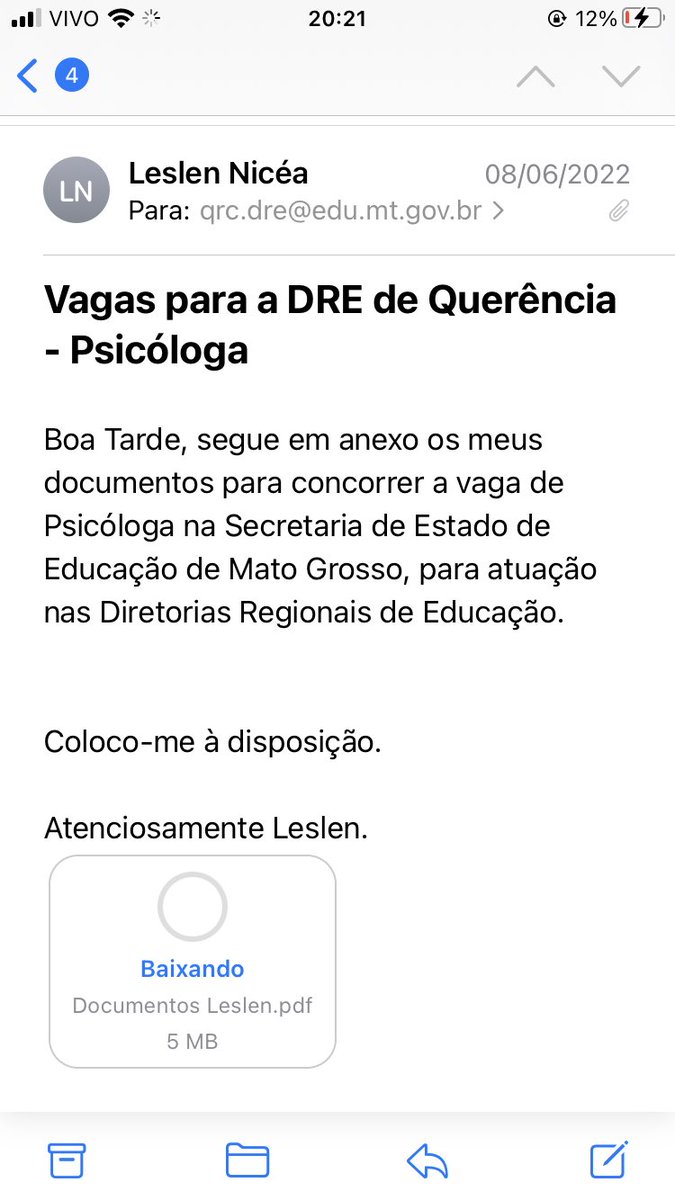 VIVO 20:21 12%
4
LN Leslen Nicéa 08/06/2022
Para: qrc.dre@edu.mt.gov.br
Vagas para a DRE de Querência
- Psicóloga
Boa Tarde, segue em anexo os meus
documentos para concorrer a vaga de
Psicóloga na Secretaria de Estado de
Educação de Mato Grosso, para atuação
nas Diretorias Regionais de Educação.
Coloco-me à disposição.
Atenciosamente Leslen.
Baixando
Documentos Leslen.pdf
5 MB